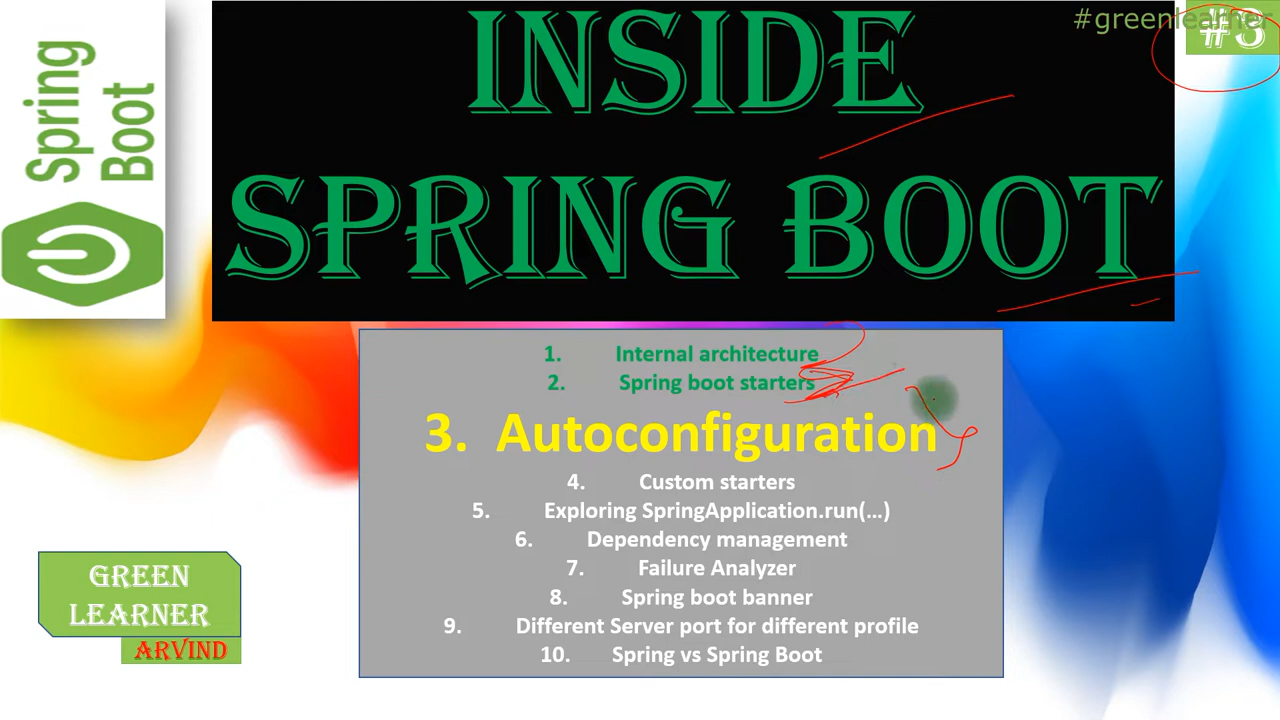 Spring
Boot
INSIDE
SPRING BOOT
#greenlearner
#3
1. Internal architecture
2. Spring boot starters
3. Autoconfiguration
4. Custom starters
5. Exploring SpringApplication.run(...)
6. Dependency management
7. Failure Analyzer
8. Spring boot banner
9. Different Server port for different profile
10. Spring vs Spring Boot
GREEN
LEARNER
ARVIND